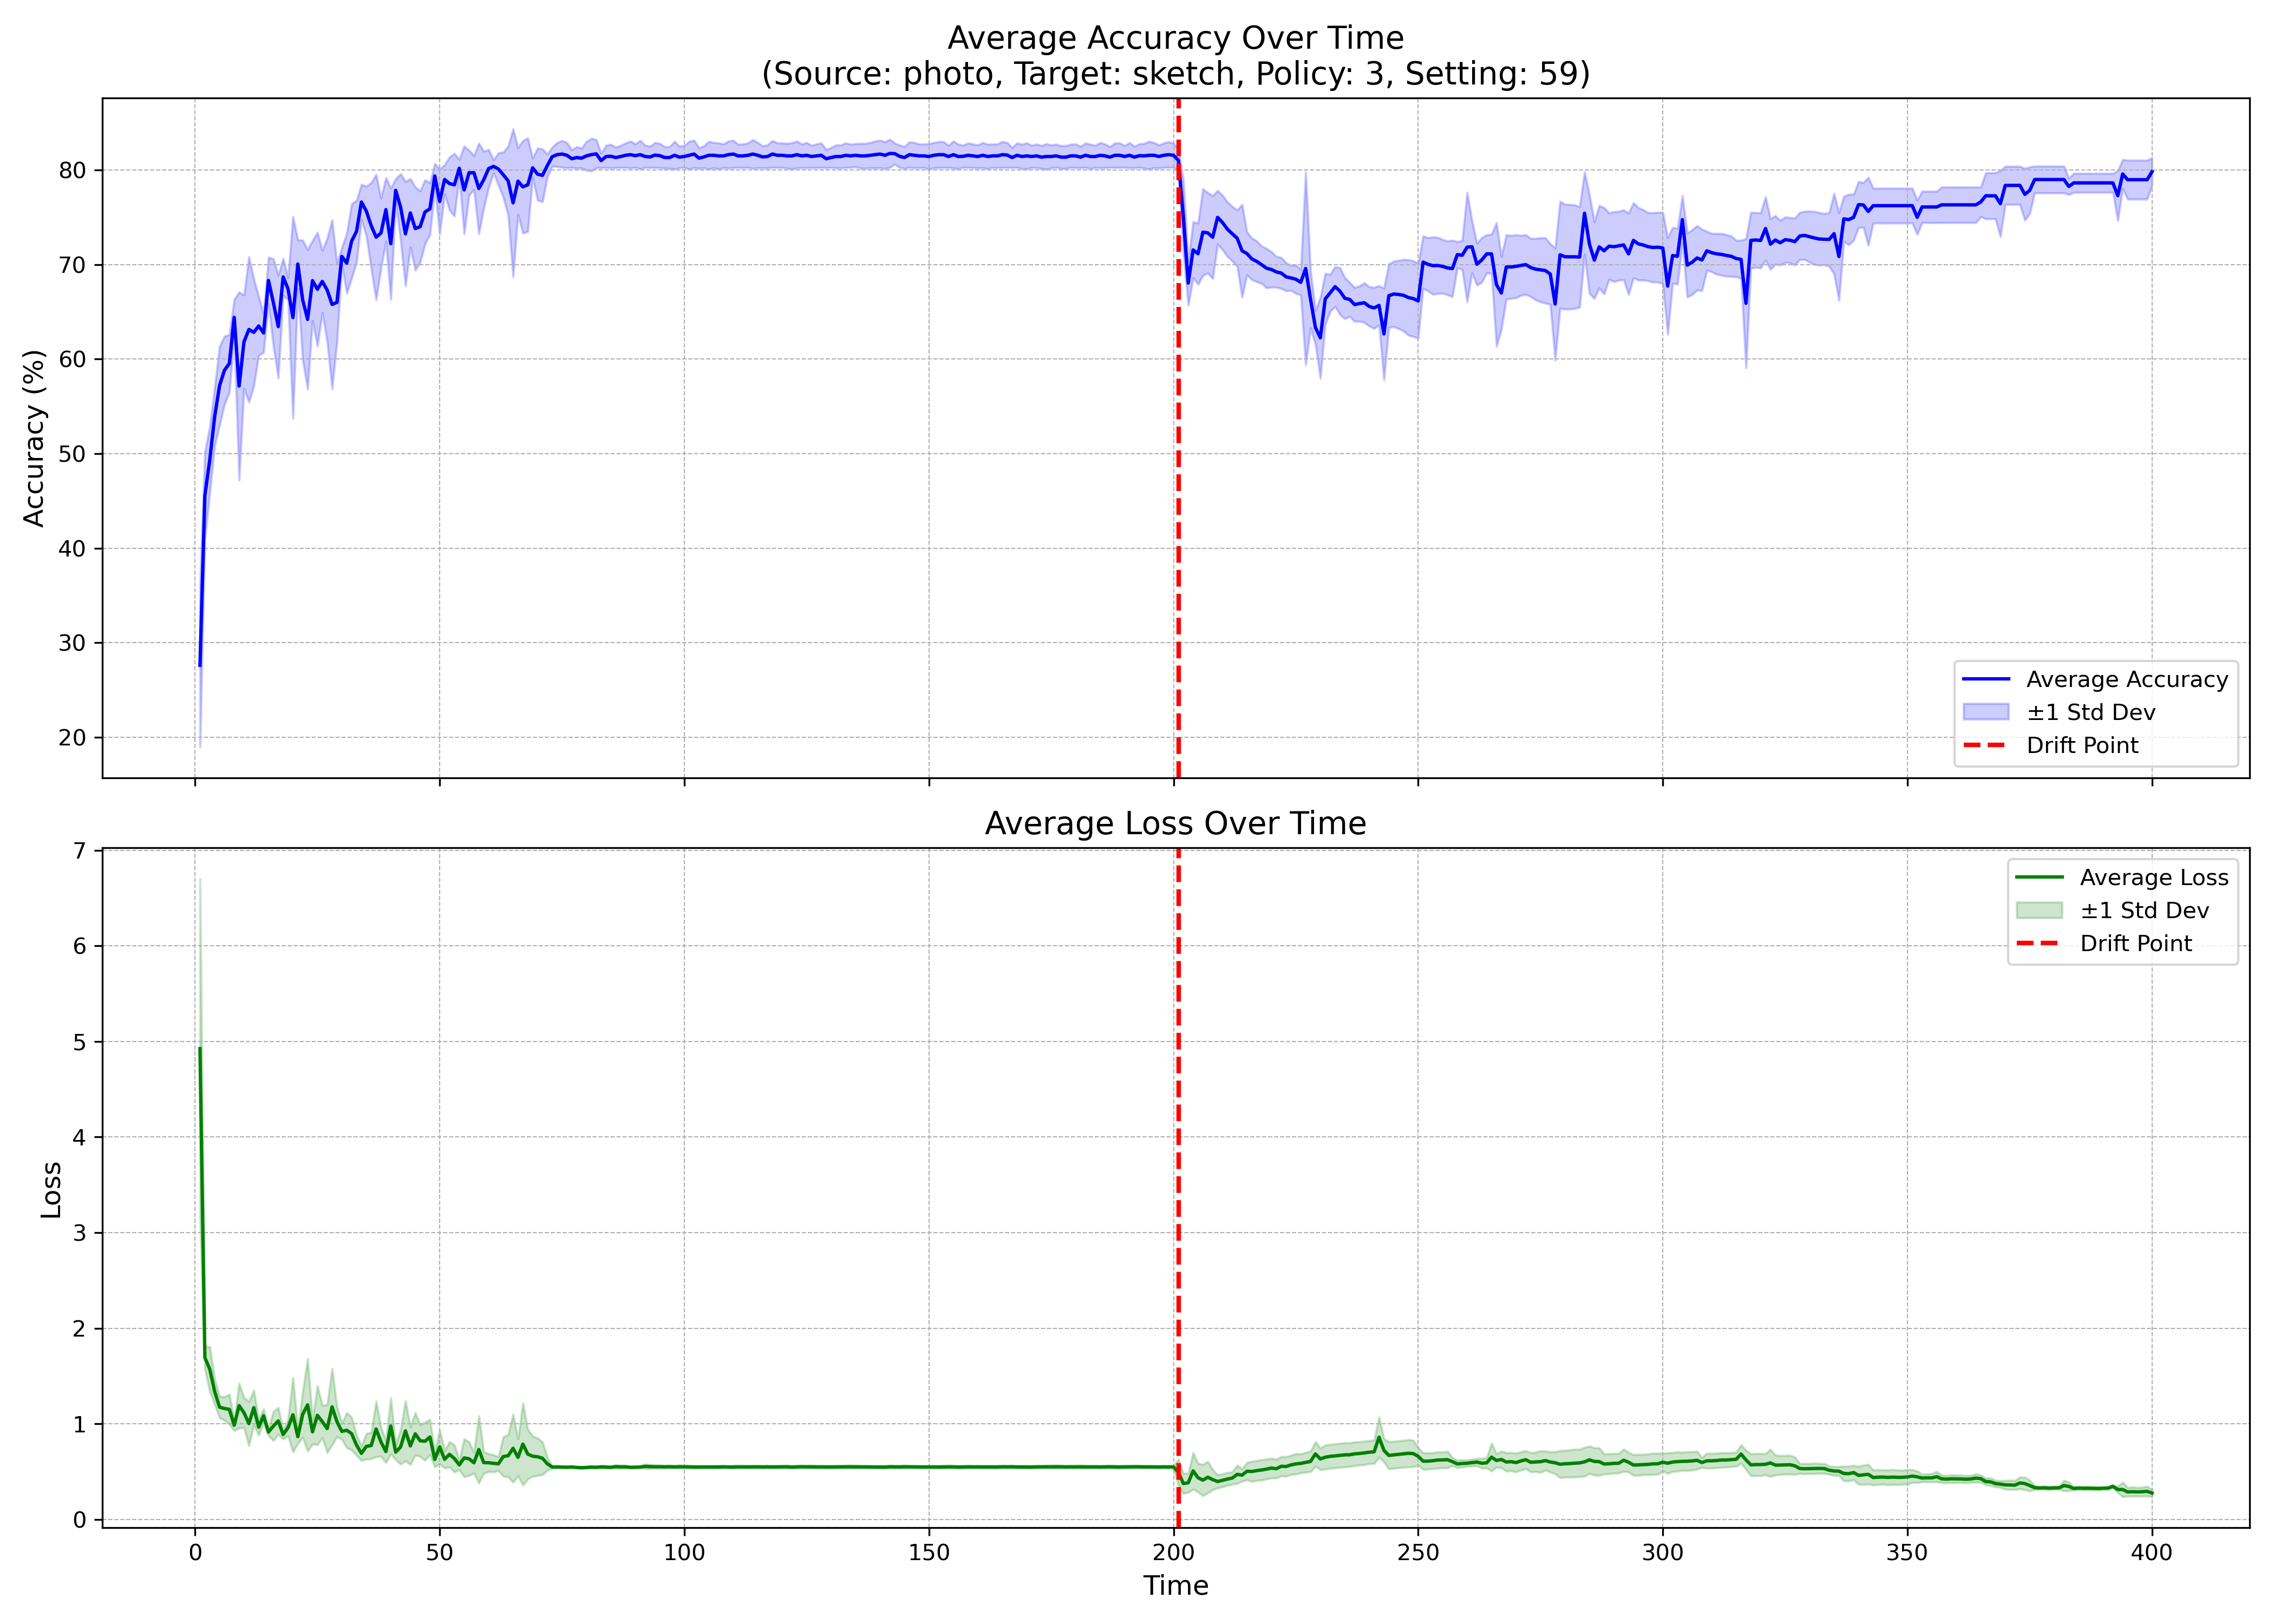 Average Accuracy Over Time
(Source: photo, Target: sketch, Policy: 3, Setting: 59)
Accuracy (%)
80
70
60
50
40
30
20
Average Accuracy
±1 Std Dev
Drift Point
Average Loss Over Time
Loss
7
6
5
4
3
2
1
0
Average Loss
±1 Std Dev
Drift Point
0 50 100 150 200 250 300 350 400
Time